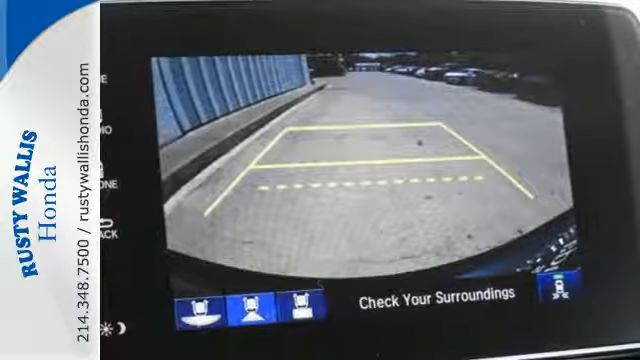 RUSTY WALLIS
Honda
214.348.7500 / rustywallishonda.com
Check Your Surroundings